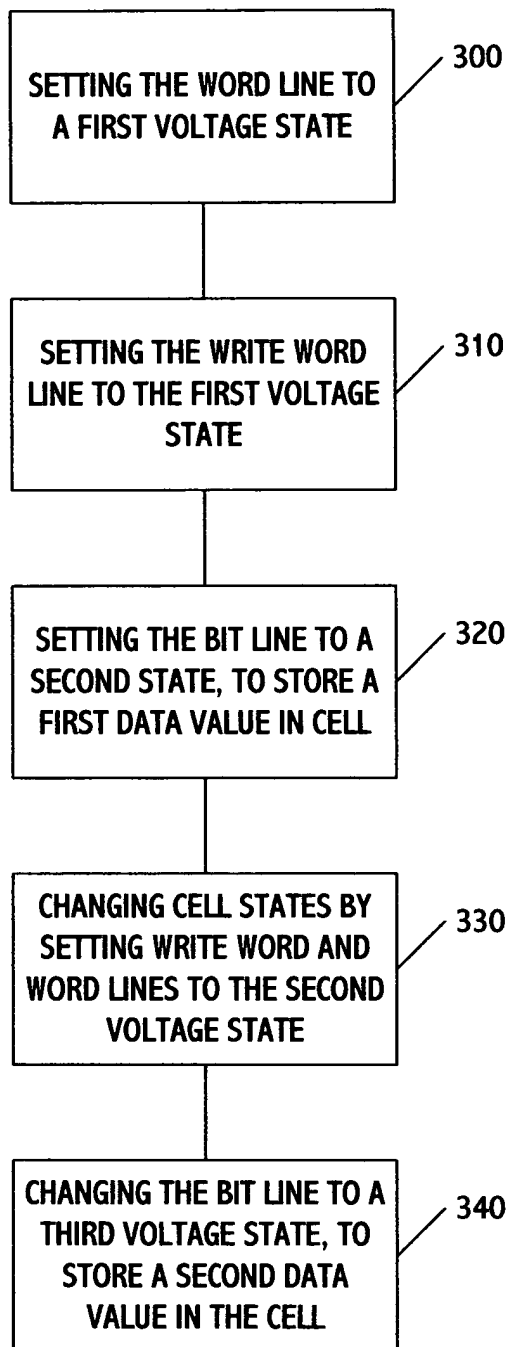 SETTING THE WORD LINE TO
A FIRST VOLTAGE STATE
300
SETTING THE WRITE WORD
LINE TO THE FIRST VOLTAGE
STATE
310
SETTING THE BIT LINE TO A
SECOND STATE, TO STORE A
FIRST DATA VALUE IN CELL
320
CHANGING CELL STATES BY
SETTING WRITE WORD AND
WORD LINES TO THE SECOND
VOLTAGE STATE
330
CHANGING THE BIT LINE TO A
THIRD VOLTAGE STATE, TO
STORE A SECOND DATA
VALUE IN THE CELL
340